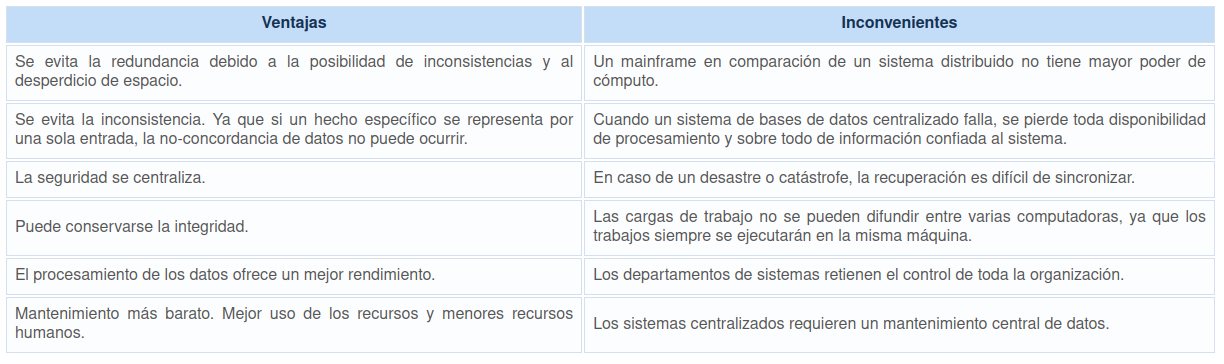 Ventajas
Inconvenientes
Se evita la redundancia debido a la posibilidad de inconsistencias y al
desperdicio de espacio.
Un mainframe en comparación de un sistema distribuido no tiene mayor poder de
cómputo.
Se evita la inconsistencia. Ya que si un hecho específico se representa por
una sola entrada, la no-concordancia de datos no puede ocurrir.
Cuando un sistema de bases de datos centralizado falla, se pierde toda disponibilidad
de procesamiento y sobre todo de información confiada al sistema.
La seguridad se centraliza.
En caso de un desastre o catástrofe, la recuperación es difícil de sincronizar.
Puede conservarse la integridad.
Las cargas de trabajo no se pueden difundir entre varias computadoras, ya que los
trabajos siempre se ejecutarán en la misma máquina.
El procesamiento de los datos ofrece un mejor rendimiento.
Los departamentos de sistemas retienen el control de toda la organización.
Mantenimiento más barato. Mejor uso de los recursos y menores recursos
humanos.
Los sistemas centralizados requieren un mantenimiento central de datos.